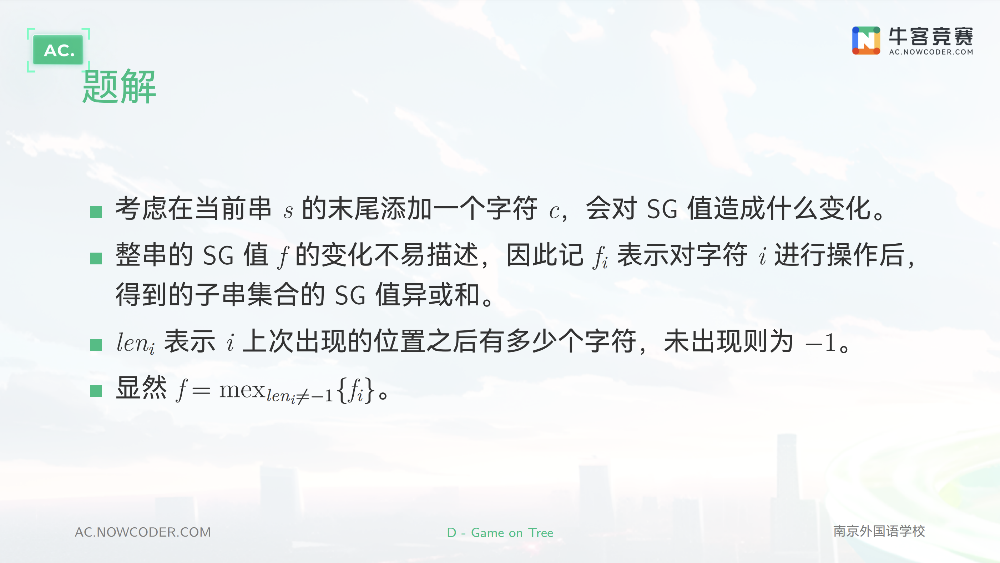 AC.
牛客竞赛
AC.NOWCODER.COM
题解
考虑在当前串 s 的末尾添加一个字符 c，会对 SG 值造成什么变化。
整串的 SG 值 f 的变化不易描述，因此记 f_i 表示对字符 i 进行操作后，
得到的子串集合的 SG 值异或和。
len_i 表示 i 上次出现的位置之后有多少个字符，未出现则为 −1。
显然 f = mex_{len_i≠−1}{f_i}。
AC.NOWCODER.COM
D - Game on Tree
南京外国语学校